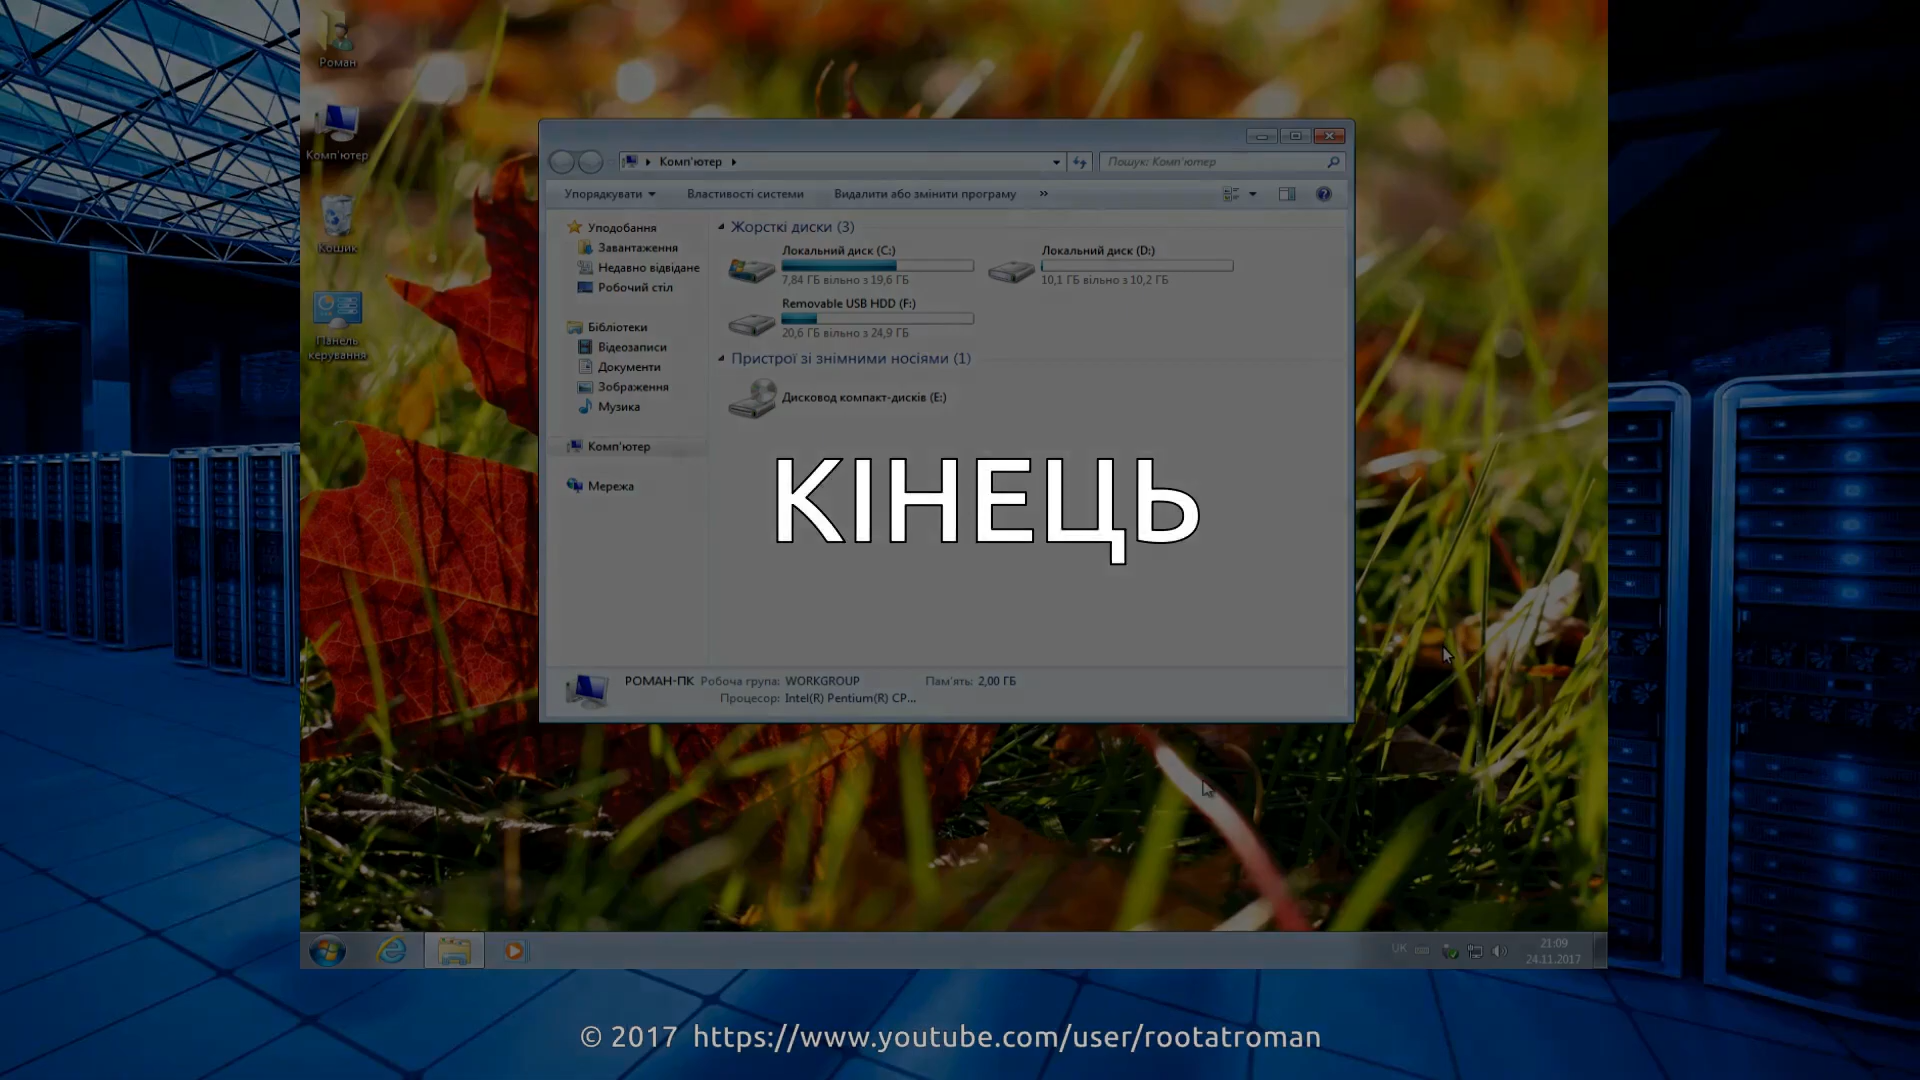 Роман
Комп'ютер
Кошик
Панель
керування
Комп'ютер
Пошук: Комп'ютер
Упорядкувати
Властивості системи
Видалити або змінити програму
»
Уподобання
Завантаження
Недавно відвідане
Робочий стіл
Бібліотеки
Відеозаписи
Документи
Зображення
Музика
Комп'ютер
Мережа
Жорсткі диски (3)
Локальний диск (C:)
7,84 ГБ вільно з 19,6 ГБ
Локальний диск (D:)
10,1 ГБ вільно з 10,2 ГБ
Removable USB HDD (F:)
20,6 ГБ вільно з 24,9 ГБ
Пристрої зі знімними носіями (1)
Дисковод компакт-дисків (E:)
КІНЕЦЬ
РОМАН-ПК Робоча група: WORKGROUP Пам'ять: 2,00 ГБ
Процесор: Intel(R) Pentium(R) CP...
UK
21:09
24.11.2017
© 2017 https://www.youtube.com/user/rootatroman